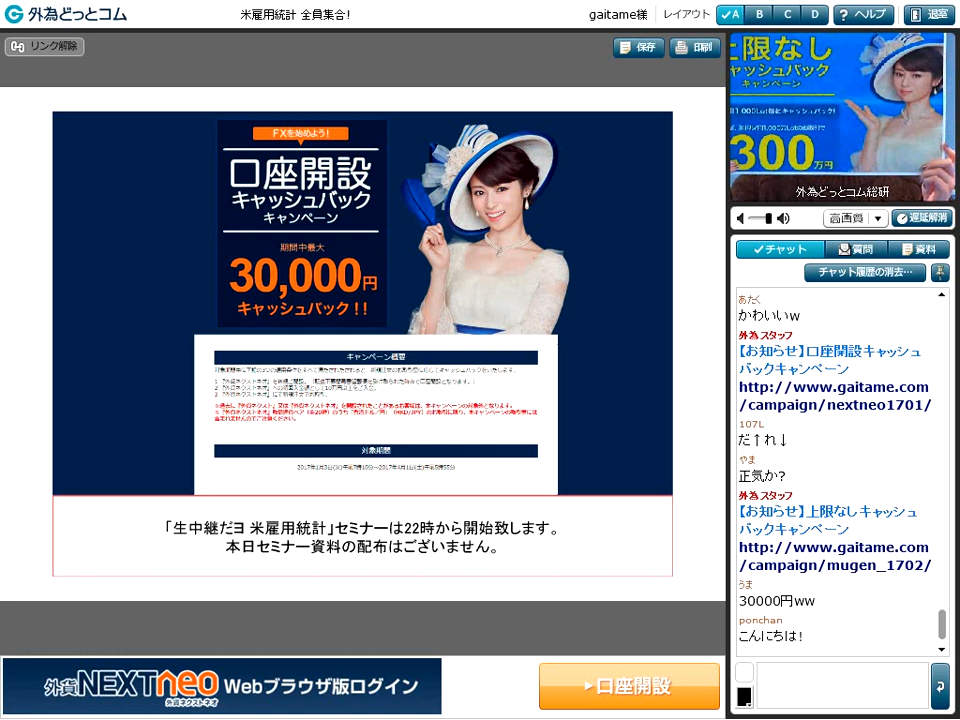 外為どっとコム
米雇用統計 全員集合!
gaitame様
レイアウト
A
B
C
D
? ヘルプ
退室
リンク解除
保存
印刷
FXを始めよう!
口座開設
キャッシュバック
キャンペーン
期間中最大
30,000円
キャッシュバック!!
キャンペーン概要
対象期間
「生中継だヨ 米雇用統計」セミナーは22時から開始致します。
本日セミナー資料の配布はございません。
外貨NEXTneo
外貨ネクストネオ
Webブラウザ版ログイン
口座開設
上限なし
キャッシュバック
キャンペーン
300万円
外為どっとコム総研
高画質
遅延解消
チャット
質問
資料
チャット履歴の消去…
あたく
かわいいw
外為スタッフ
【お知らせ】口座開設キャッシュ
バックキャンペーン
http://www.gaitame.com
/campaign/nextneo1701/
107L
だ↑れ↓
やま
正気か?
外為スタッフ
【お知らせ】上限なしキャッシュ
バックキャンペーン
http://www.gaitame.com
/campaign/mugen_1702/
うま
30000円ww
ponchan
こんにちは!